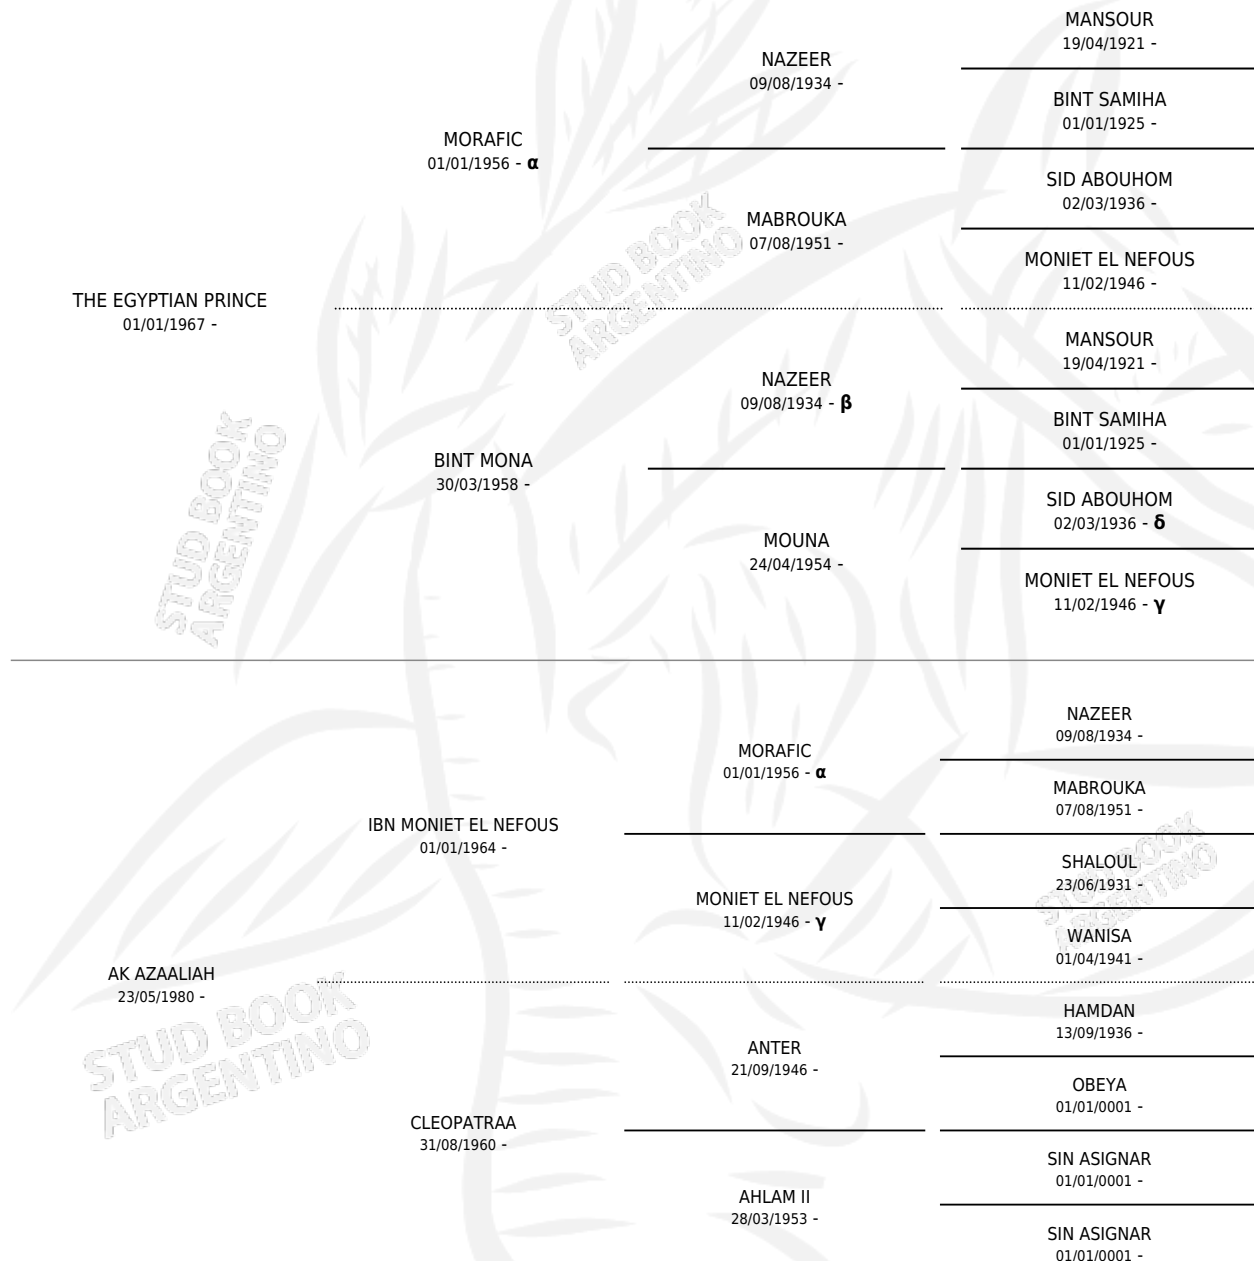 MANSOUR
19/04/1921 -
NAZEER
09/08/1934 -
BINT SAMIHA
01/01/1925 -
MORAFIC
01/01/1956 - α
SID ABOUHOM
02/03/1936 -
MABROUKA
07/08/1951 -
MONIET EL NEFOUS
11/02/1946 -
THE EGYPTIAN PRINCE
01/01/1967 -
STUD BOOK
ARGENTINO
MANSOUR
19/04/1921 -
NAZEER
09/08/1934 - β
BINT SAMIHA
01/01/1925 -
BINT MONA
30/03/1958 -
SID ABOUHOM
02/03/1936 - δ
MOUNA
24/04/1954 -
MONIET EL NEFOUS
11/02/1946 - γ
STUD BOOK
ARGENTINO
NAZEER
09/08/1934 -
MORAFIC
01/01/1956 - α
MABROUKA
07/08/1951 -
IBN MONIET EL NEFOUS
01/01/1964 -
SHALOUL
23/06/1931 -
MONIET EL NEFOUS
11/02/1946 - γ
WANISA
01/04/1941 -
STUD BOOK
ARGENTINO
AK AZAALIAH
23/05/1980 -
HAMDAN
13/09/1936 -
ANTER
21/09/1946 -
OBEYA
01/01/0001 -
CLEOPATRAA
31/08/1960 -
SIN ASIGNAR
01/01/0001 -
AHLAM II
28/03/1953 -
SIN ASIGNAR
01/01/0001 -
STUD BOOK
ARGENTINO